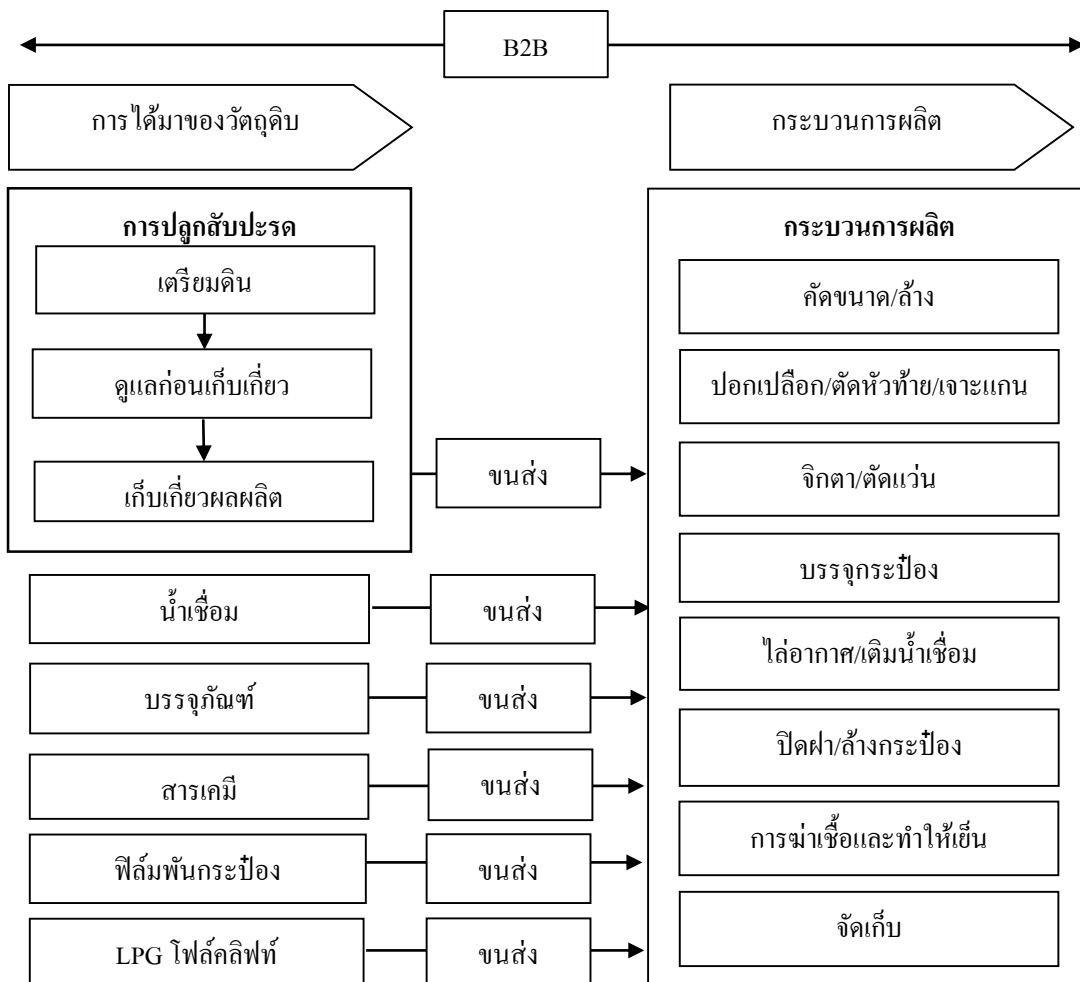 B2B
การได้มาของวัตถุดิบ
กระบวนการผลิต
การปลูกสับปะรด
เตรียมดิน
ดูแลก่อนเก็บเกี่ยว
เก็บเกี่ยวผลผลิต
ขนส่ง
น้ำเชื่อม
ขนส่ง
บรรจุภัณฑ์
ขนส่ง
สารเคมี
ขนส่ง
ฟิล์มพันกระป๋อง
ขนส่ง
LPG โฟล์คลิฟท์
ขนส่ง
กระบวนการผลิต
คัดขนาด/ล้าง
ปอกเปลือก/ตัดหัวท้าย/เจาะแกน
จิกตา/ตัดแว่น
บรรจุกระป๋อง
ไล่อากาศ/เติมน้ำเชื่อม
ปิดฝา/ล้างกระป๋อง
การฆ่าเชื้อและทำให้เย็น
จัดเก็บ